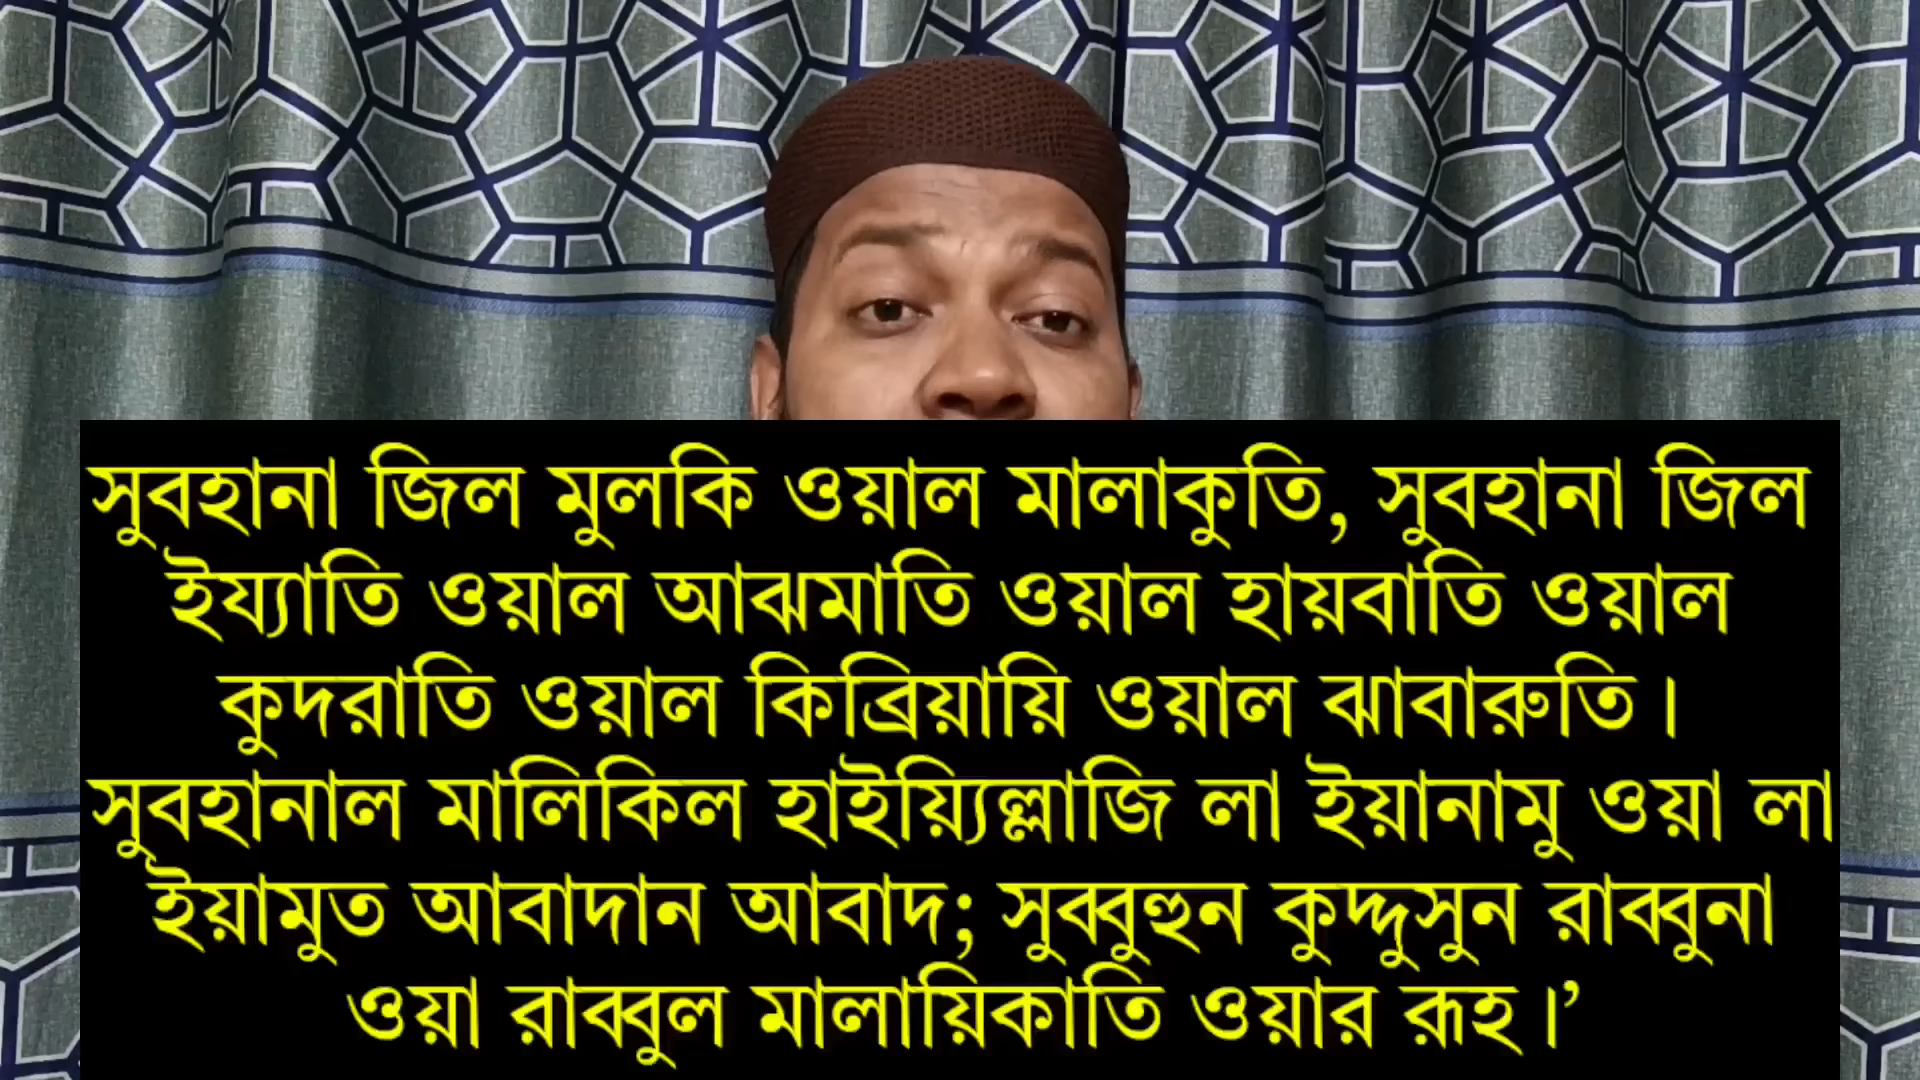 সুবহানা জিল মুলকি ওয়াল মালাকুতি, সুবহানা জিল
ইয্যাতি ওয়াল আঝমাতি ওয়াল হায়বাতি ওয়াল
কুদরাতি ওয়াল কিব্রিয়ায়ি ওয়াল ঝাবারুতি।
সুবহানাল মালিকিল হাইয়্যিল্লাজি লা ইয়ানামু ওয়া লা
ইয়ামুত আবাদান আবাদ; সুব্বুহুন কুদ্দুসুন রাব্বুনা
ওয়া রাব্বুল মালায়িকাতি ওয়ার রূহ।’